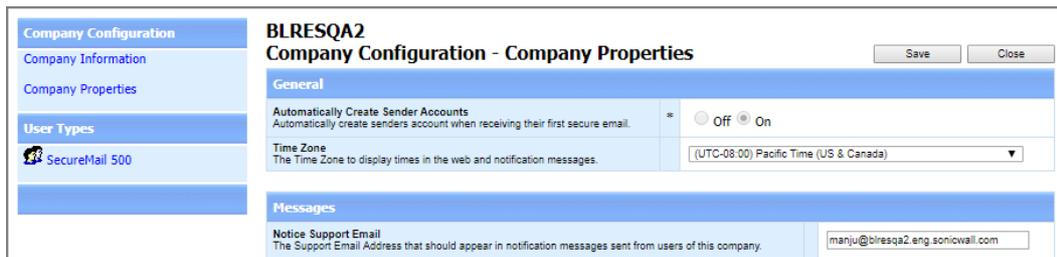 Company Configuration
Company Information
Company Properties
User Types
SecureMail 500
BLRESQA2
Company Configuration - Company Properties
Save
Close
General
Automatically Create Sender Accounts
Automatically create senders account when receiving their first secure email.
*
Off On
Time Zone
The Time Zone to display times in the web and notification messages.
(UTC-08:00) Pacific Time (US & Canada)
Messages
Notice Support Email
The Support Email Address that should appear in notification messages sent from users of this company.
manju@blresqa2.eng.sonicwall.com